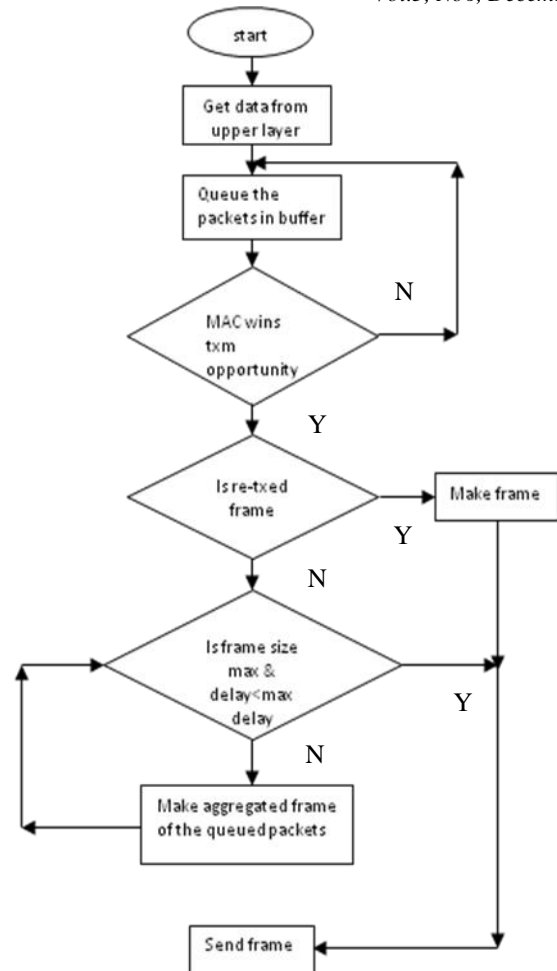 start
Get data from
upper layer
Queue the
packets in buffer
N
MAC wins
txm
opportunity
Y
Is re-txed
frame
Make frame
Y
N
Is frame size
max &
delay<max
delay
Y
N
Make aggregated frame
of the queued packets
Send frame